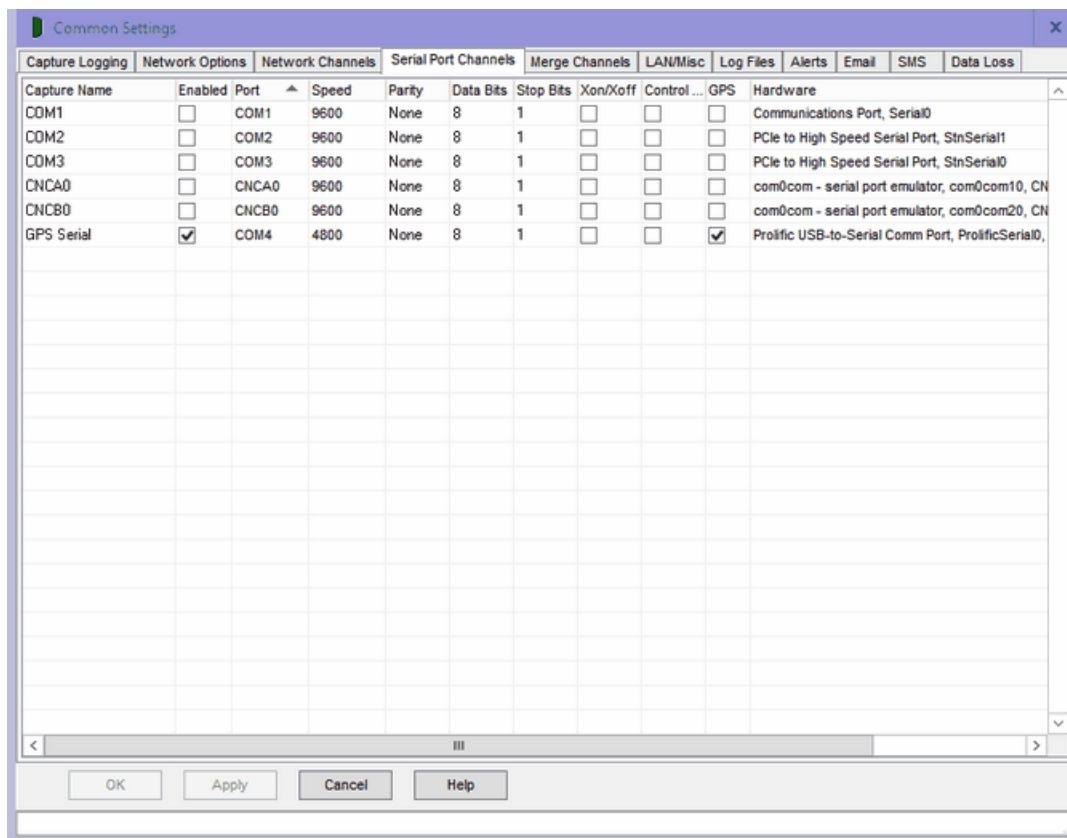 Common Settings
Capture Logging Network Options Network Channels Serial Port Channels Merge Channels LAN/Misc Log Files Alerts Email SMS Data Loss
Capture Name Enabled Port Speed Parity Data Bits Stop Bits Xon/Xoff Control ... GPS Hardware
COM1 COM1 9600 None 8 1 Communications Port, Serial0
COM2 COM2 9600 None 8 1 PCIe to High Speed Serial Port, StnSerial1
COM3 COM3 9600 None 8 1 PCIe to High Speed Serial Port, StnSerial0
CNCA0 CNCA0 9600 None 8 1 com0com - serial port emulator, com0com10, CN
CNCB0 CNCB0 9600 None 8 1 com0com - serial port emulator, com0com20, CN
GPS Serial COM4 4800 None 8 1 Prolific USB-to-Serial Comm Port, ProlificSerial0,
OK Apply Cancel Help